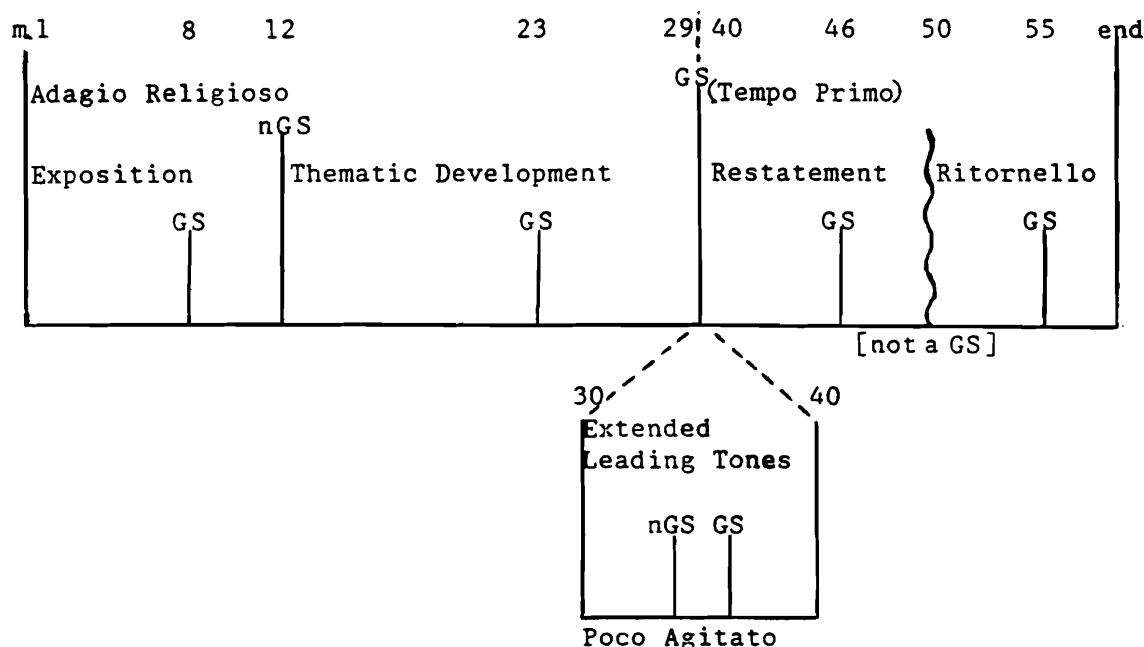 m.1 8 12 23 29 40 46 50 55 end
GS (Tempo Primo)
Adagio Religioso
nGS
Exposition Thematic Development Restatement Ritornello
GS GS GS GS
[not a GS]
30 40
Extended
Leading Tones
nGS GS
Poco Agitato